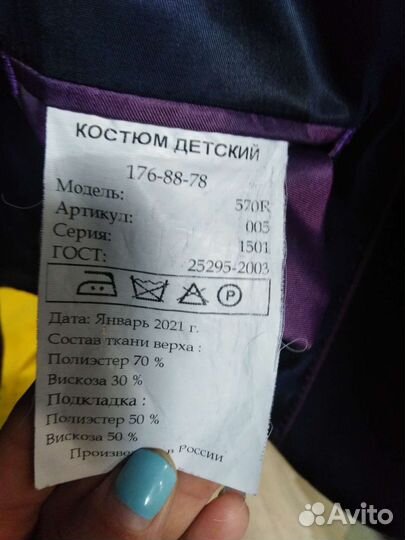 КОСТЮМ ДЕТСКИЙ
176-88-78
Модель: 570R
Артикул: 005
Серия: 1501
ГОСТ: 25295-2003
P
Дата: Январь 2021 г.
Состав ткани верха :
Полиэстер 70 %
Вискоза 30 %
Подкладка :
Полиэстер 50 %
Вискоза 50 %
в России
Avito